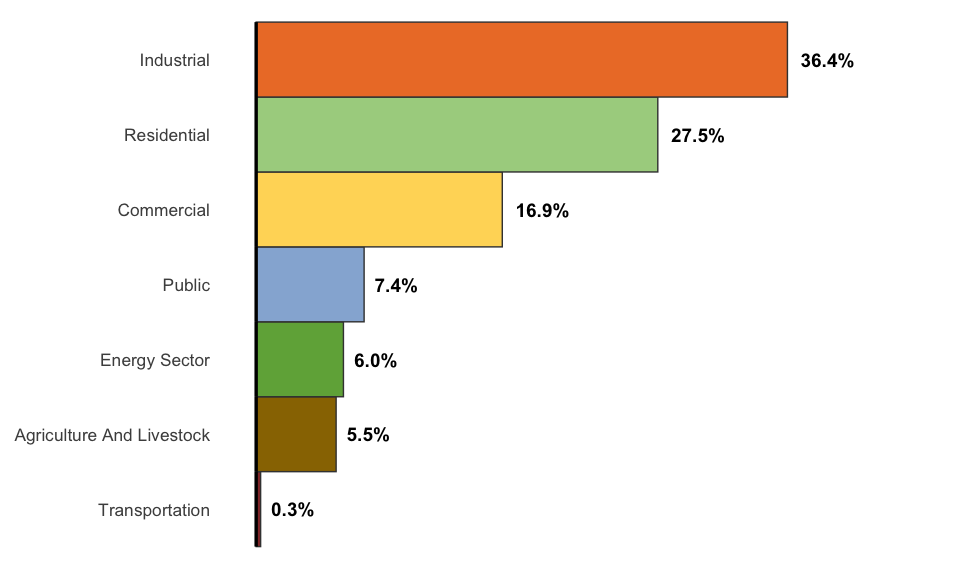 Industrial 36.4%
Residential 27.5%
Commercial 16.9%
Public 7.4%
Energy Sector 6.0%
Agriculture And Livestock 5.5%
Transportation 0.3%